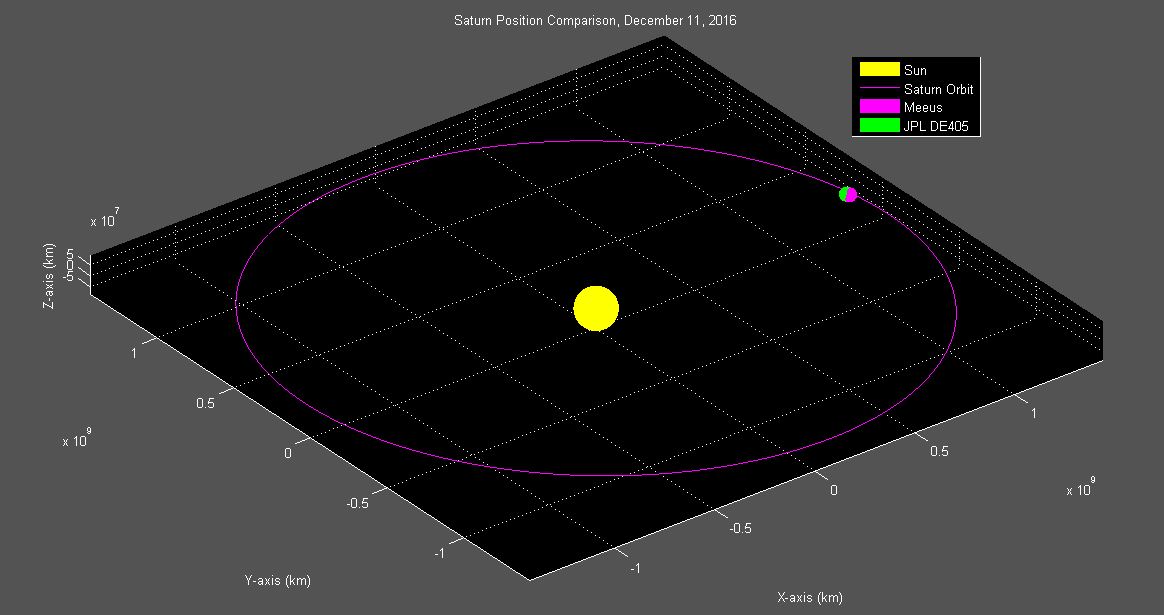 Saturn Position Comparison, December 11, 2016
Sun
Saturn Orbit
Meeus
JPL DE405
x 10^7
5
0
-5
Z-axis (km)
1
0.5
0
-0.5
-1
x 10^9
Y-axis (km)
1
0.5
0
-0.5
-1
x 10^9
X-axis (km)